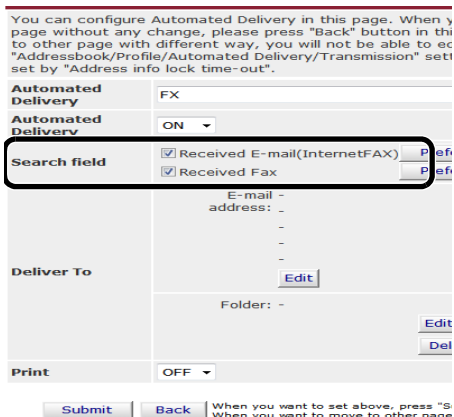 You can configure Automated Delivery in this page. When y
page without any change, please press "Back" button in thi
to other page with different way, you will not be able to ec
"Addressbook/Profile/Automated Delivery/Transmission" sett
set by "Address info lock time-out".
Automated
Delivery
FX
Automated
Delivery
ON
Search field
Received E-mail(InternetFAX)
Prefe
Received Fax
Prefe
Deliver To
E-mail
address:
-
-
-
-
-
Edit
Folder: -
Edit
Del
Print
OFF
Submit
Back
When you want to set above, press "S
When you want to move to other page